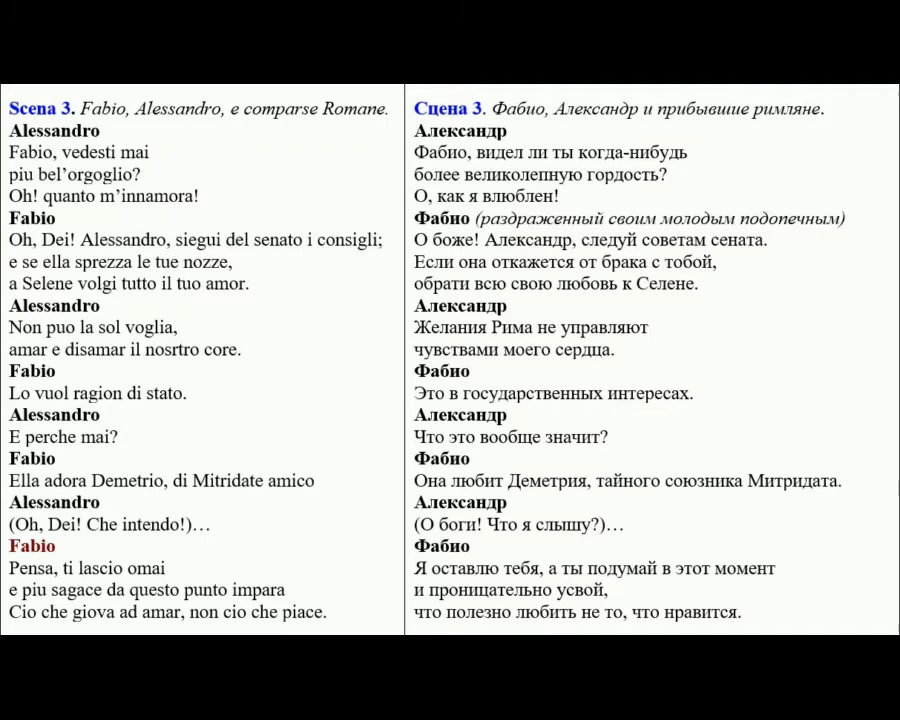 Scena 3. Fabio, Alessandro, e comparse Romane.
Alessandro
Fabio, vedesti mai
piu bel’orgoglio?
Oh! quanto m’innamora!
Fabio
Oh, Dei! Alessandro, siegui del senato i consigli;
e se ella sprezza le tue nozze,
a Selene volgi tutto il tuo amor.
Alessandro
Non puo la sol voglia,
amar e disamar il nosrtro core.
Fabio
Lo vuol ragion di stato.
Alessandro
E perche mai?
Fabio
Ella adora Demetrio, di Mitridate amico
Alessandro
(Oh, Dei! Che intendo!)…
Fabio
Pensa, ti lascio omai
e piu sagace da questo punto impara
Cio che giova ad amar, non cio che piace.
Сцена 3. Фабио, Александр и прибывшие римляне.
Александр
Фабио, видел ли ты когда-нибудь
более великолепную гордость?
О, как я влюблен!
Фабио (раздраженный своим молодым подопечным)
О боже! Александр, следуй советам сената.
Если она откажется от брака с тобой,
обрати всю свою любовь к Селене.
Александр
Желания Рима не управляют
чувствами моего сердца.
Фабио
Это в государственных интересах.
Александр
Что это вообще значит?
Фабио
Она любит Деметрия, тайного союзника Митридата.
Александр
(О боги! Что я слышу?)…
Фабио
Я оставлю тебя, а ты подумай в этот момент
и проницательно усвой,
что полезно любить не то, что нравится.